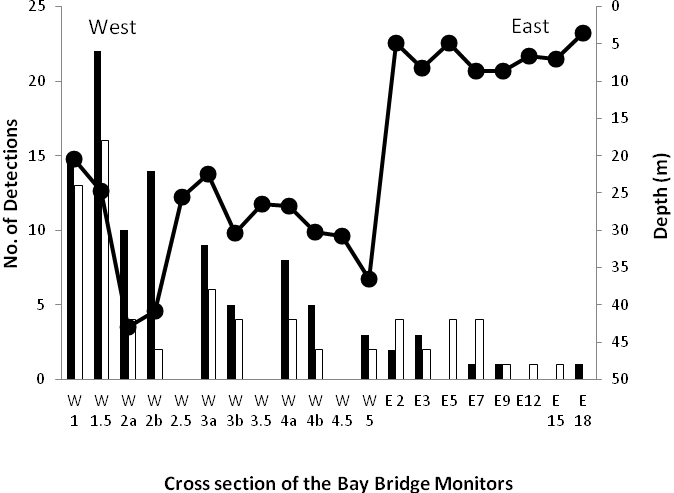 25
20
15
10
5
0
No. of Detections
West
East
0
5
10
15
20
25
30
35
40
45
50
Depth (m)
W W W W W W W W W W W W E 2 E3 E5 E7 E9 E12 E E
1 1.5 2a 2b 2.5 3a 3b 3.5 4a 4b 4.5 5 15 18
Cross section of the Bay Bridge Monitors